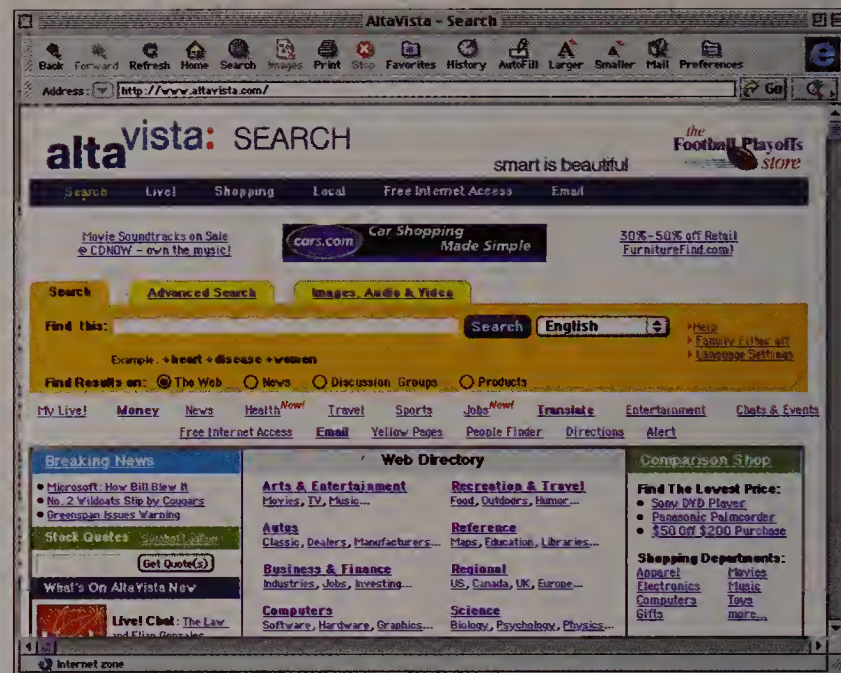 AltaVista - Search
Back Forward Refresh Home Search Images Print Stop Favorites History AutoFill Larger Smaller Mail Preferences
Address: http://www.altavista.com/ Go
altavista: SEARCH
smart is beautiful
the
Football Playoffs
store
Search Live! Shopping Local Free Internet Access Email
Movie Soundtracks on Sale
@ CDNOW - own the music!
cars.com Car Shopping
Made Simple
30%-50% off Retail
FurnitureFind.com!
Search Advanced Search Images, Audio & Video
Find this: Search English
Help
Family Filter off
Language Settings
Example: +heart +disease +women
Find Results on: The Web News Discussion Groups Products
My Live! Money News Health New! Travel Sports Jobs New! Translate Entertainment Chats & Events
Free Internet Access Email Yellow Pages People Finder Directions Alert
Breaking News
Microsoft: How Bill Blew It
No. 2 Wildcats Slip by Cougars
Greenspan Issues Warning
Stock Quotes Symbol Lookup
Get Quote(s)
What's On AltaVista Now
Live! Chat: The Law
and Elian Gonzalez
Web Directory
Arts & Entertainment
Movies, TV, Music...
Autos
Classic, Dealers, Manufacturers...
Business & Finance
Industries, Jobs, Investing...
Computers
Software, Hardware, Graphics...
Recreation & Travel
Food, Outdoors, Humor...
Reference
Maps, Education, Libraries...
Regional
US, Canada, UK, Europe...
Science
Biology, Psychology, Physics...
Comparison Shop
Find The Lowest Price:
Sony DVD Player
Panasonic Palmcorder
$50 Off $200 Purchase
Shopping Departments:
Apparel Movies
Electronics Music
Computers Toys
Gifts more...
Internet zone